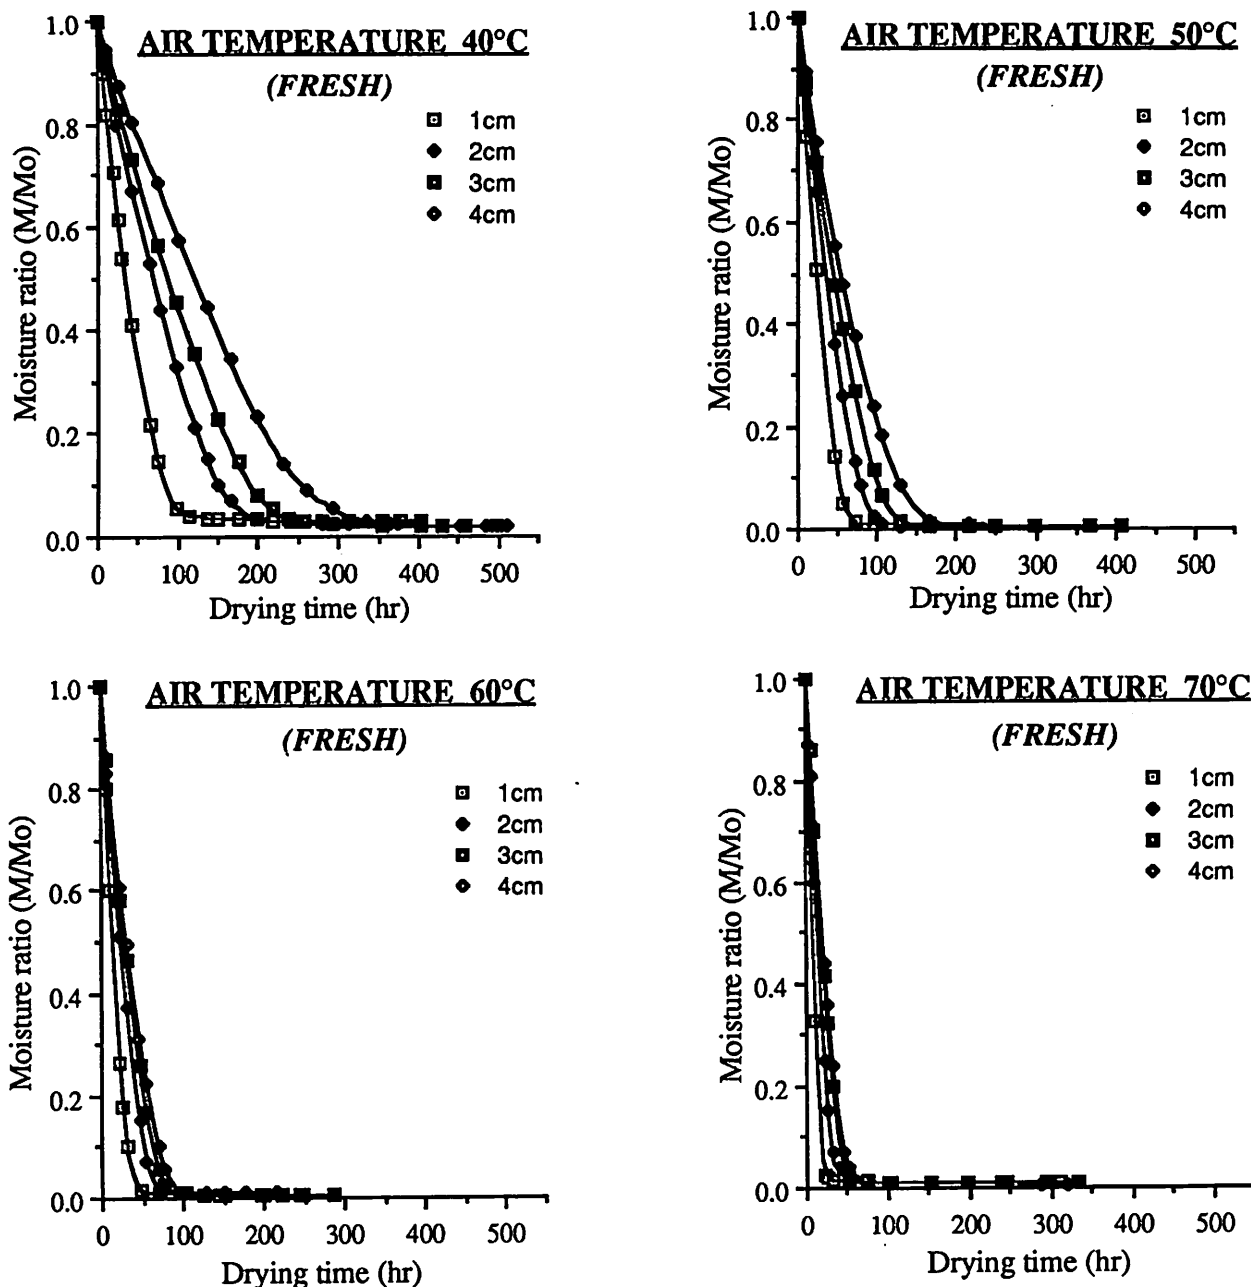 AIR TEMPERATURE 40°C
(FRESH)
1cm
2cm
3cm
4cm
Moisture ratio (M/Mo)
1.0
0.8
0.6
0.4
0.2
0.0
0 100 200 300 400 500
Drying time (hr)
AIR TEMPERATURE 50°C
(FRESH)
1cm
2cm
3cm
4cm
Moisture ratio (M/Mo)
1.0
0.8
0.6
0.4
0.2
0.0
0 100 200 300 400 500
Drying time (hr)
AIR TEMPERATURE 60°C
(FRESH)
1cm
2cm
3cm
4cm
Moisture ratio (M/Mo)
1.0
0.8
0.6
0.4
0.2
0.0
0 100 200 300 400 500
Drying time (hr)
AIR TEMPERATURE 70°C
(FRESH)
1cm
2cm
3cm
4cm
Moisture ratio (M/Mo)
1.0
0.8
0.6
0.4
0.2
0.0
0 100 200 300 400 500
Drying time (hr)